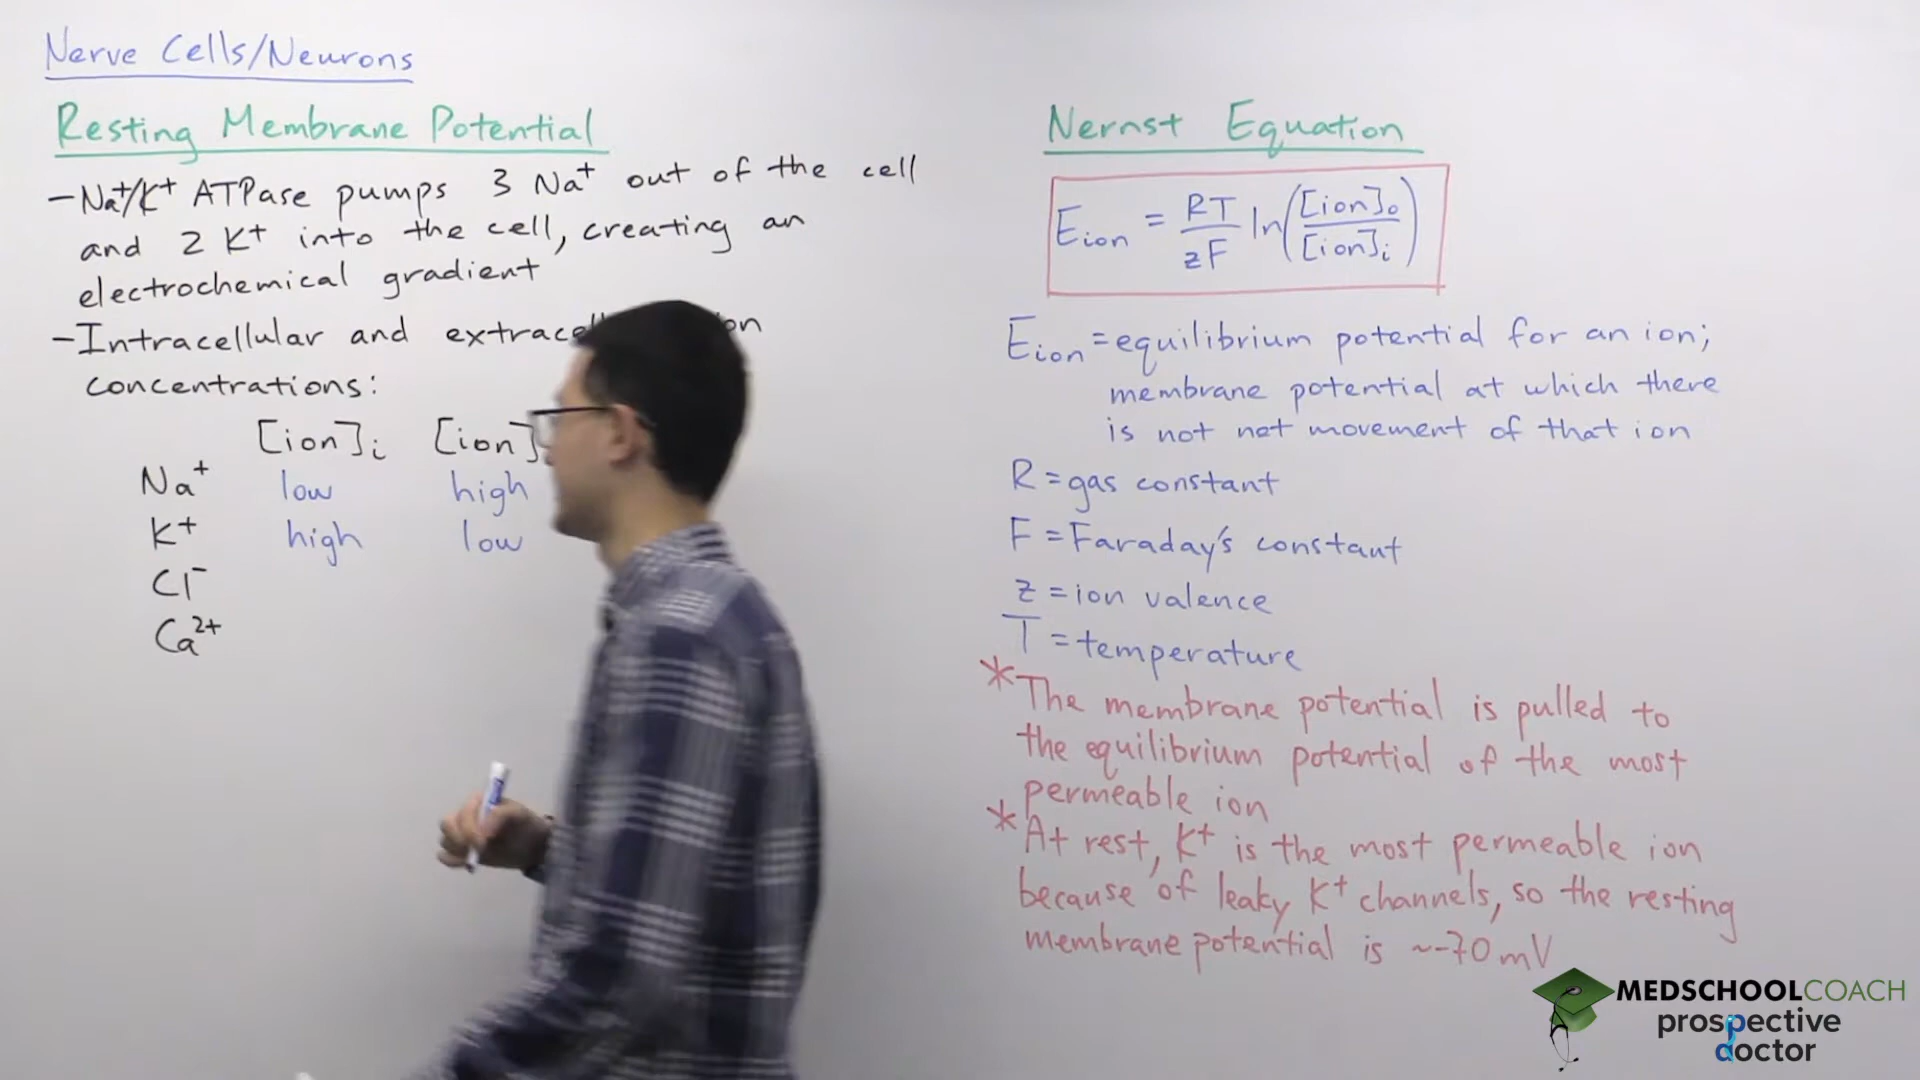 Nerve Cells/Neurons
Resting Membrane Potential
-Na+/K+ ATPase pumps 3 Na+ out of the cell
and 2 K+ into the cell, creating an
electrochemical gradient
-Intracellular and
concentrations:
[ion]i [ion]
Na+ low high
K+ high low
Cl-
Ca2+
Nernst Equation
Eion = RT/zF ln([ion]o/[ion]i)
Eion = equilibrium potential for an ion;
membrane potential at which there
is not net movement of that ion
R = gas constant
F = Faraday's constant
z = ion valence
T = temperature
*The membrane potential is pulled to
the equilibrium potential of the most
permeable ion
*At rest, K+ is the most permeable ion
because of leaky K+ channels, so the resting
membrane potential is ~-70mV
MEDSCHOOLCOACH
prospective
doctor